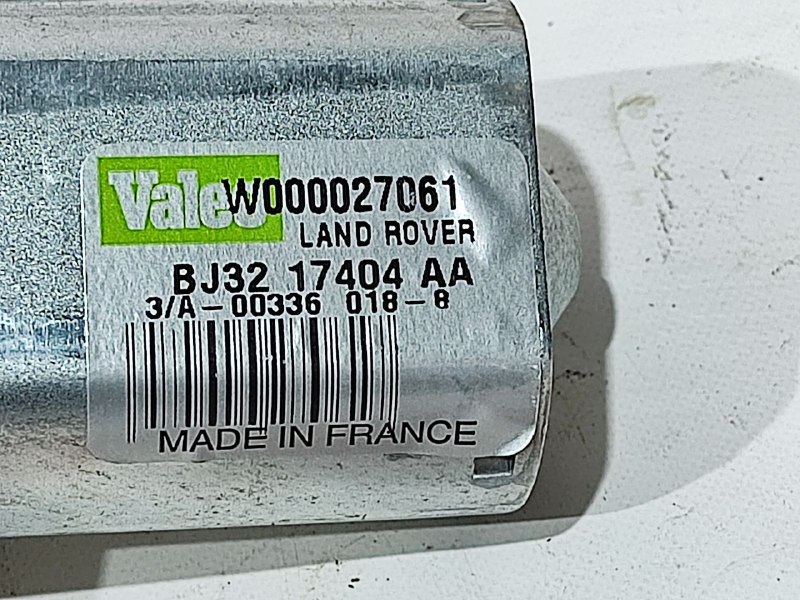 Valeo W000027061
LAND ROVER
BJ32 17404 AA
3/A-00336 018-8
MADE IN FRANCE